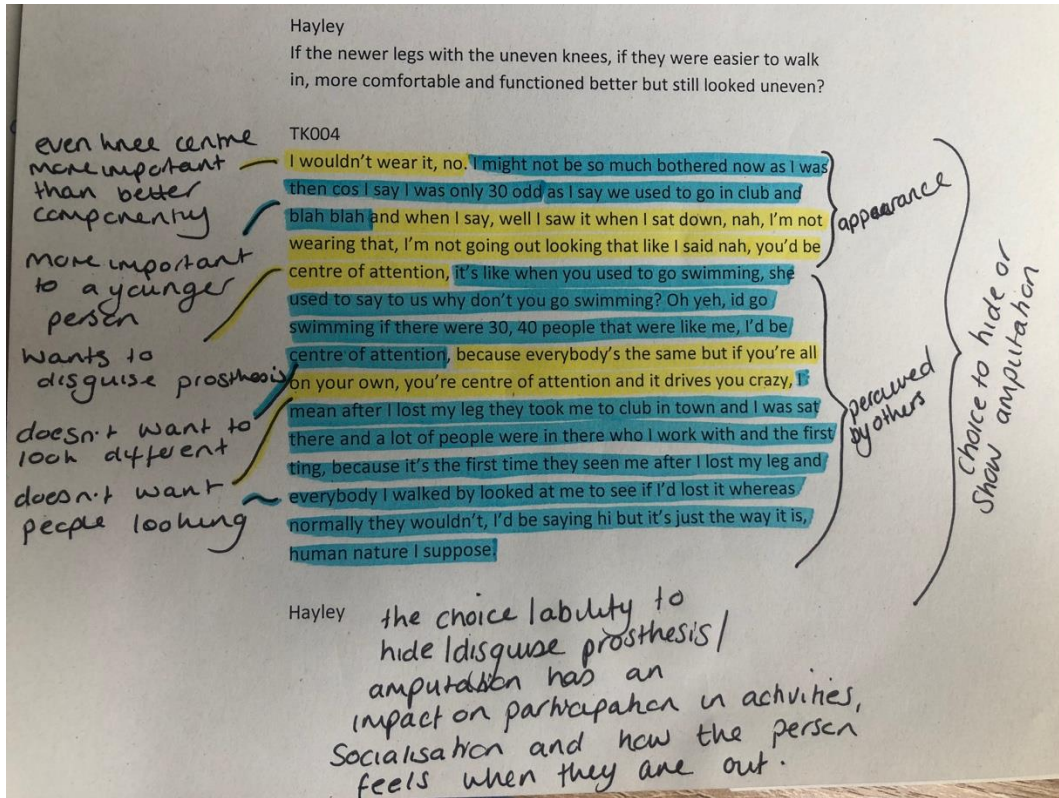 Hayley
If the newer legs with the uneven knees, if they were easier to walk
in, more comfortable and functioned better but still looked uneven?
TK004
I wouldn't wear it, no. I might not be so much bothered now as I was
then cos I say I was only 30 odd as I say we used to go in club and
blah blah and when I say, well I saw it when I sat down, nah, I'm not
wearing that, I'm not going out looking that like I said nah, you'd be
centre of attention, it's like when you used to go swimming, she
used to say to us why don't you go swimming? Oh yeh, id go
swimming if there were 30, 40 people that were like me, I'd be
centre of attention, because everybody's the same but if you're all
on your own, you're centre of attention and it drives you crazy, I
mean after I lost my leg they took me to club in town and I was sat
there and a lot of people were in there who I work with and the first
ting, because it's the first time they seen me after I lost my leg and
everybody I walked by looked at me to see if I'd lost it whereas
normally they wouldn't, I'd be saying hi but it's just the way it is,
human nature I suppose.
even knee centre
more important
than better
componentry
more important
to a younger
person
wants to
disguise prosthesis
doesn't want to
look different
doesn't want
people looking
appearance
perceived
by others
Choice to hide or
Show amputation
Hayley
the choice/ability to
hide/disguise prosthesis/
amputation has an
impact on participation in activities,
Socialisation and how the person
feels when they are out.